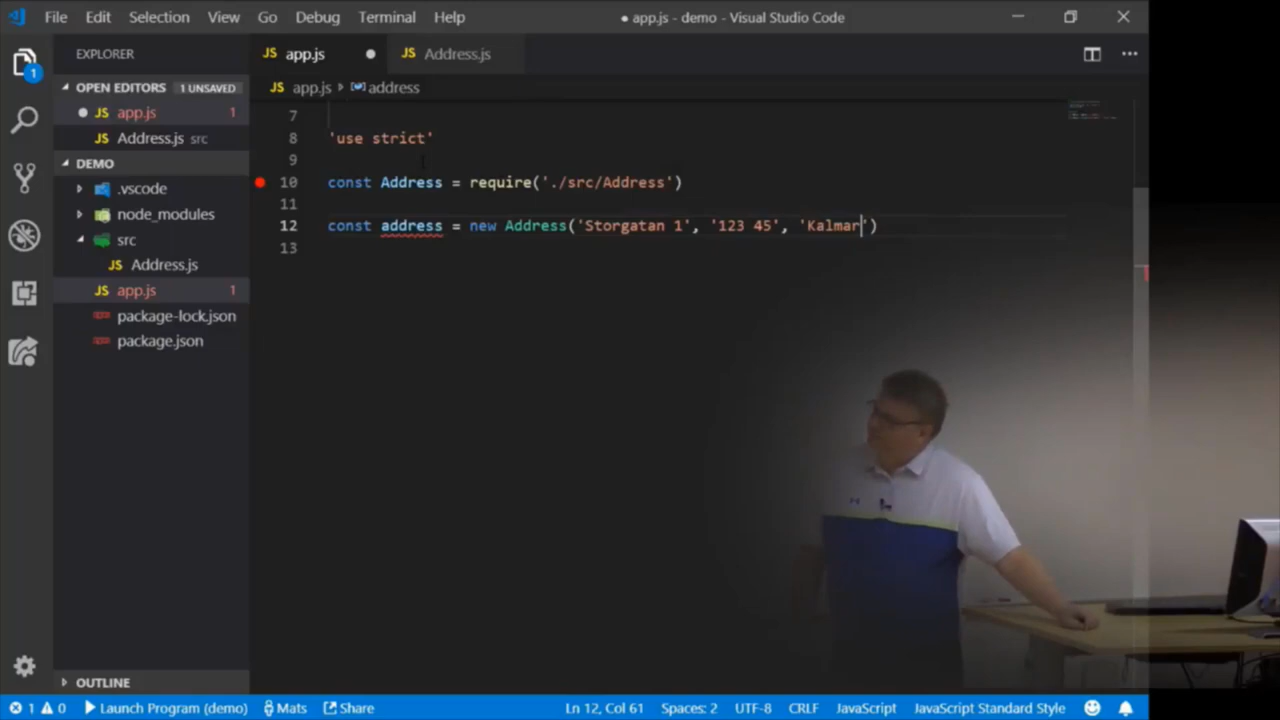 File Edit Selection View Go Debug Terminal Help ● app.js - demo - Visual Studio Code
EXPLORER
JS app.js ● JS Address.js
1
OPEN EDITORS 1 UNSAVED
JS app.js address
JS app.js 1
JS Address.js src
DEMO
.vscode
node_modules
src
JS Address.js
JS app.js 1
package-lock.json
package.json
OUTLINE
7
8 'use strict'
9
10 const Address = require('./src/Address')
11
12 const address = new Address('Storgatan 1', '123 45', 'Kalmar')
13
1 0 Launch Program (demo) Mats Share Ln 12, Col 61 Spaces: 2 UTF-8 CRLF JavaScript JavaScript Standard Style